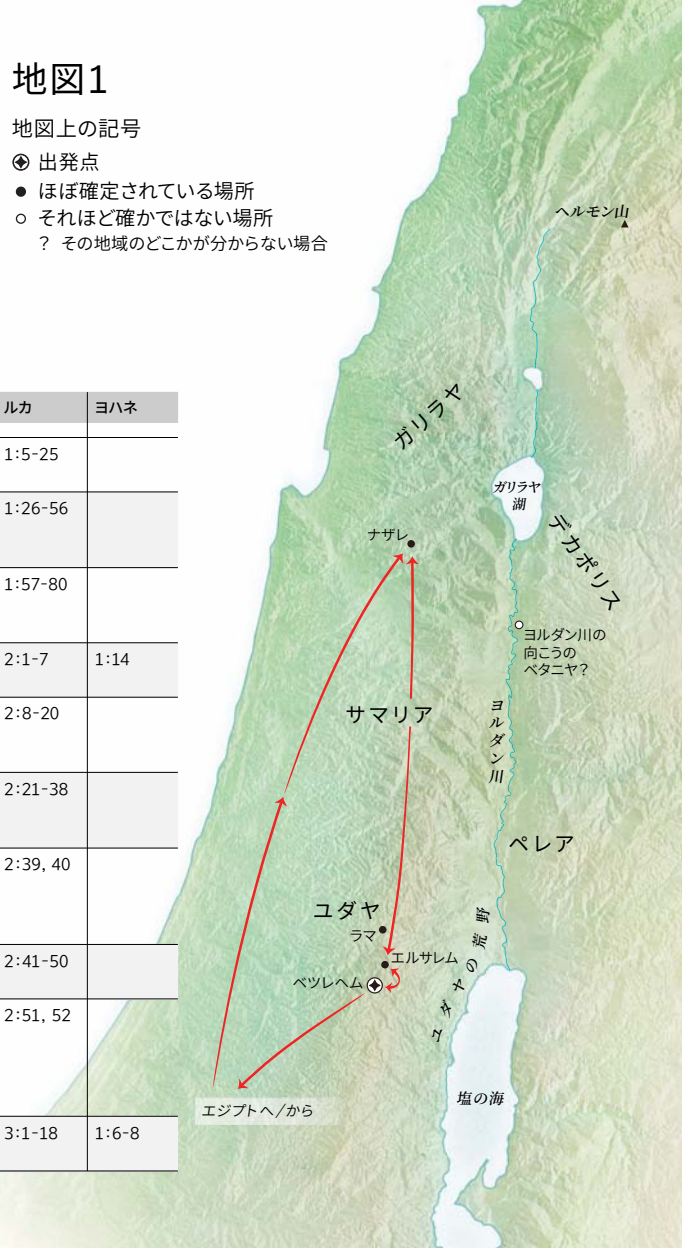 地図1
地図上の記号
出発点
ほぼ確定されている場所
それほど確かではない場所
? その地域のどこかが分からない場合
ルカ ヨハネ
1:5-25
1:26-56
1:57-80
2:1-7 1:14
2:8-20
2:21-38
2:39, 40
2:41-50
2:51, 52
3:1-18 1:6-8
ヘルモン山
ガリラヤ
ガリラヤ
湖
デカポリス
ナザレ
ヨルダン川の
向こうの
ベタニヤ?
サマリア
ヨルダン川
ペレア
ユダヤ
ラマ
エルサレム
ベツレヘム
ユダヤの荒野
塩の海
エジプトへ/から